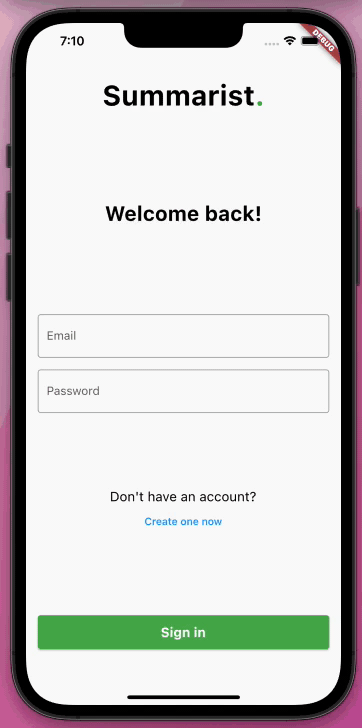 7:10
DEBUG
Summarist.
Welcome back!
Email
Password
Don't have an account?
Create one now
Sign in